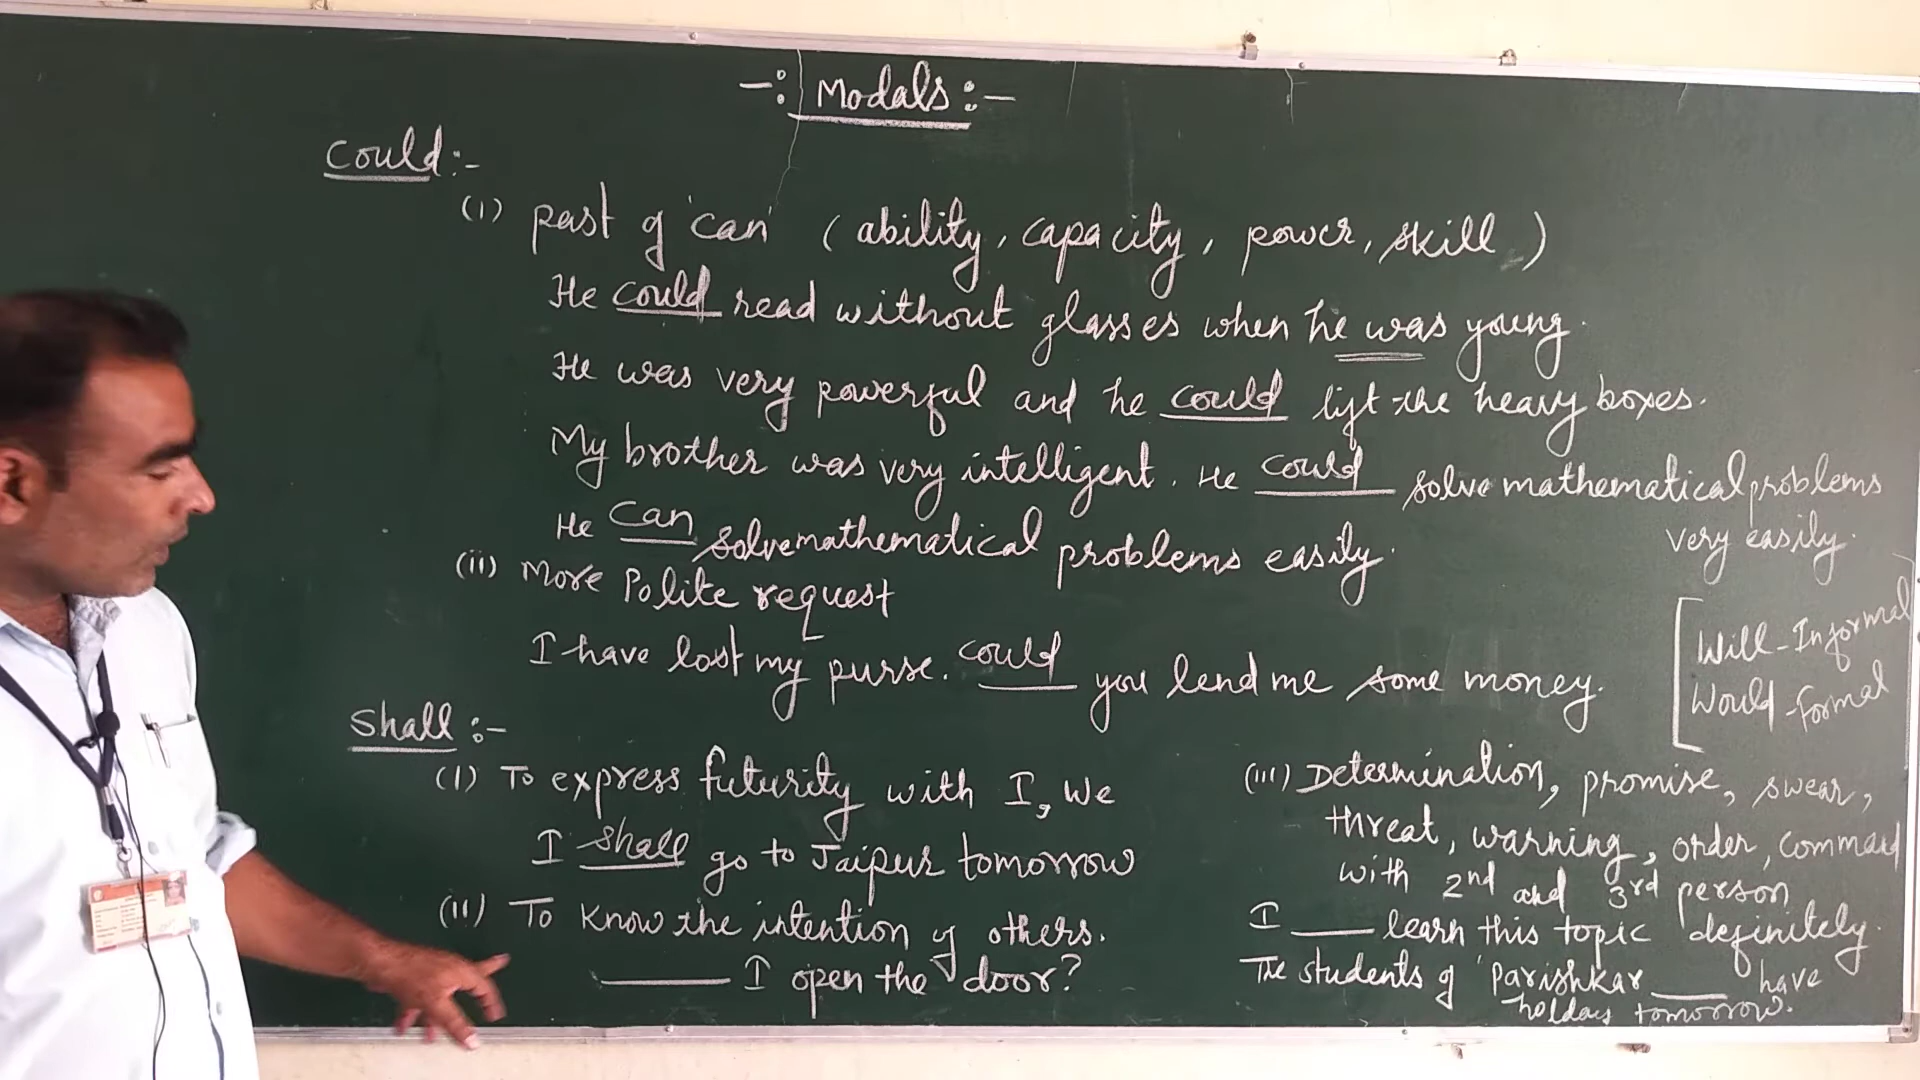 -: Modals :-
Could:-
(i) past of 'can' (ability, capacity, power, skill)
He could read without glasses when he was young.
He was very powerful and he could lift the heavy boxes.
My brother was very intelligent. He could solve mathematical problems
very easily.
He can solve mathematical problems easily.
(ii) More Polite request
I have lost my purse. could you lend me some money.
[Will - Informal
Would - Formal
Shall :-
(i) To express futurity with I, We
I shall go to Jaipur tomorrow
(ii) To know the intention of others.
_____ I open the door?
(iii) Determination, promise, swear,
threat, warning, order, command
with 2nd and 3rd person
I _____ learn this topic definitely.
The students of 'Parishkar _____ have
holdays tomorrow.